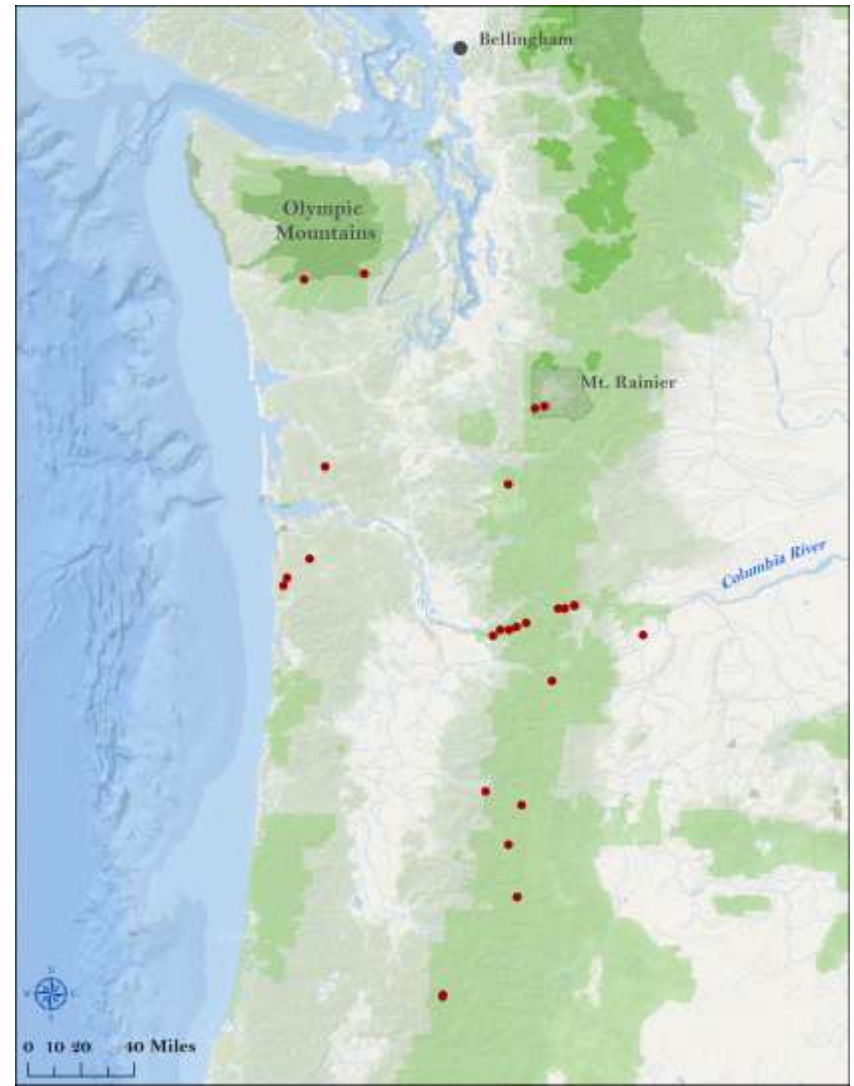 Bellingham
Olympic
Mountains
Mt. Rainier
Columbia River
0 10 20 40 Miles